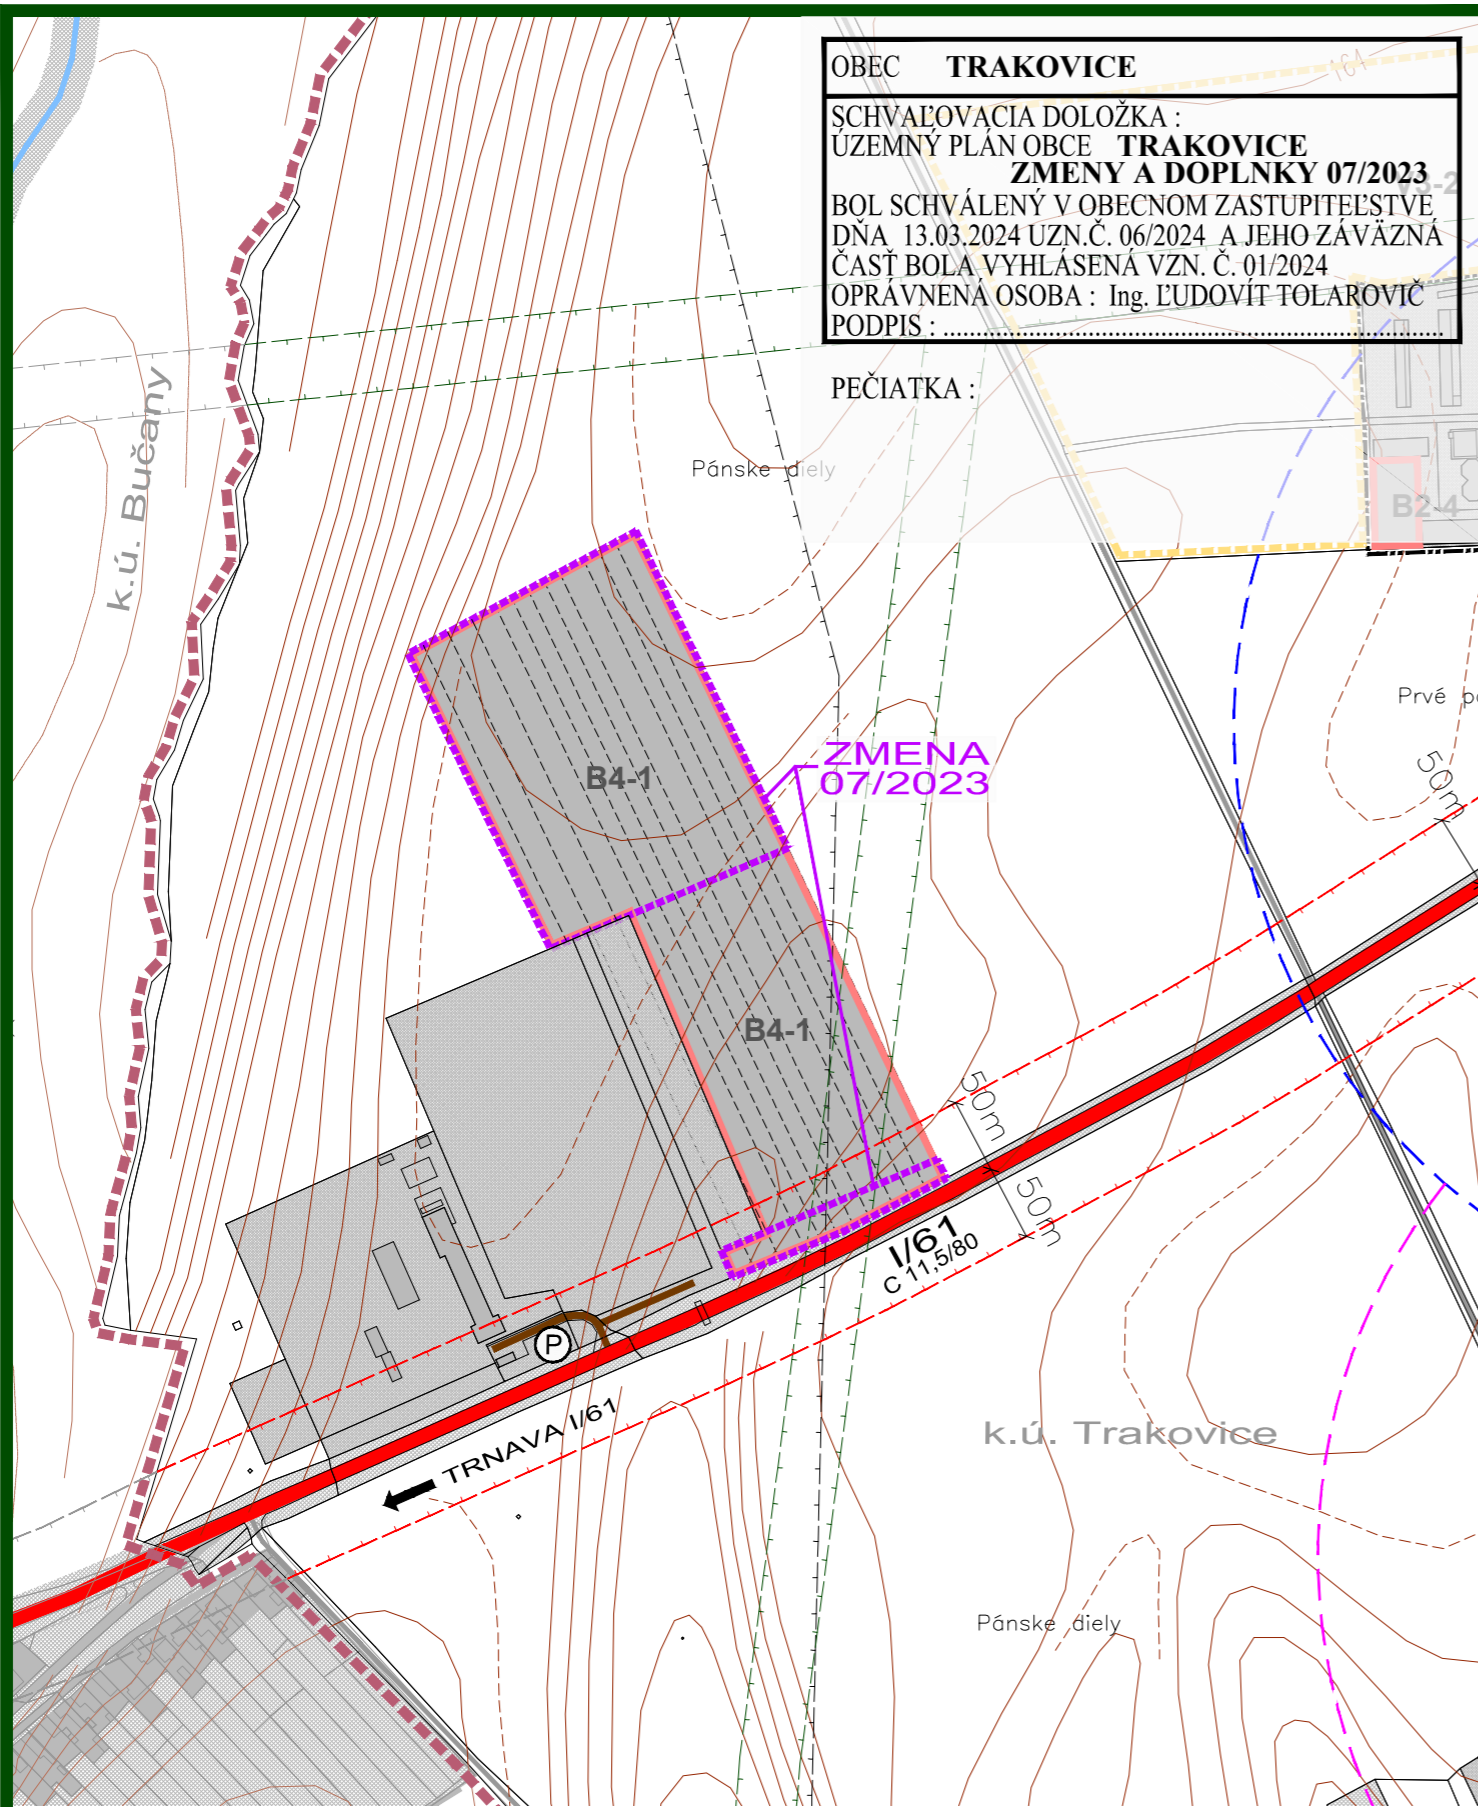 OBEC TRAKOVICE
SCHVAĽOVACIA DOLOŽKA :
ÚZEMNÝ PLÁN OBCE TRAKOVICE
ZMENY A DOPLNKY 07/2023
BOL SCHVÁLENÝ V OBECNOM ZASTUPITEĽSTVE
DŇA 13.03.2024 UZN.Č. 06/2024 A JEHO ZÁVÄZNÁ
ČASŤ BOLA VYHLÁSENÁ VZN. Č. 01/2024
OPRÁVNENÁ OSOBA : Ing. ĽUDOVÍT TOLAROVIČ
PODPIS : ............................................................................
PEČIATKA :
164
k.ú. Bučany
Pánske diely
B2-4
Prvé
ZMENA
07/2023
B4-1
50m
B4-1
50m
50m
I/61
C 11,5/80
P
TRNAVA I/61
k.ú. Trakovice
Pánske diely